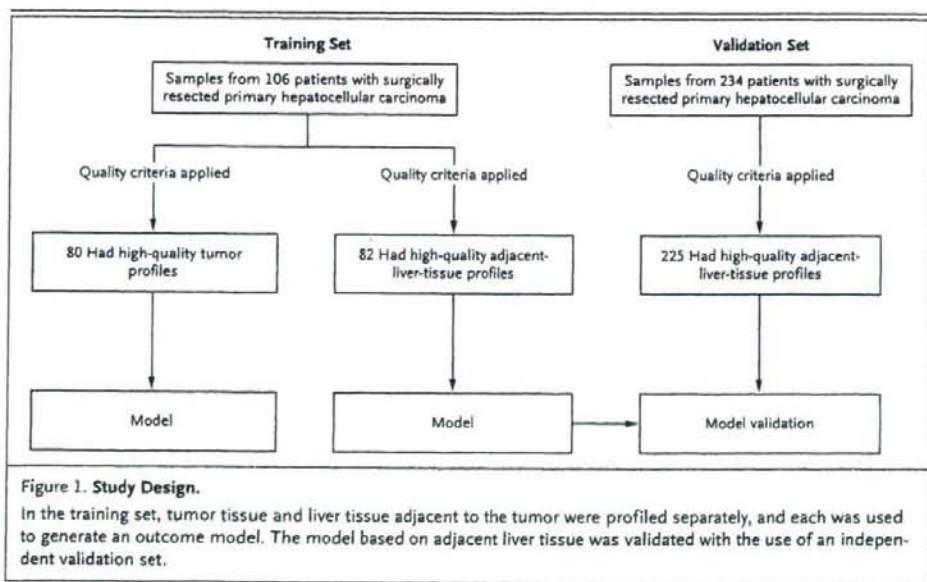 Training Set
Samples from 106 patients with surgically
resected primary hepatocellular carcinoma
Quality criteria applied
Quality criteria applied
80 Had high-quality tumor
profiles
82 Had high-quality adjacent-
liver-tissue profiles
Model
Model
Validation Set
Samples from 234 patients with surgically
resected primary hepatocellular carcinoma
Quality criteria applied
225 Had high-quality adjacent-
liver-tissue profiles
Model validation
Figure 1. Study Design.
In the training set, tumor tissue and liver tissue adjacent to the tumor were profiled separately, and each was used
to generate an outcome model. The model based on adjacent liver tissue was validated with the use of an indepen-
dent validation set.